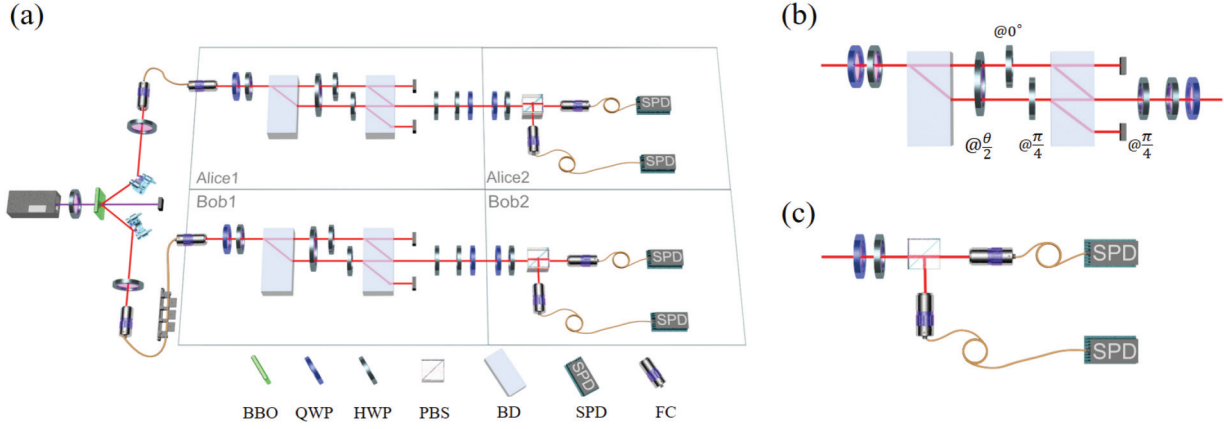 (a)
SPD
SPD
Alice1
Alice2
Bob1
Bob2
SPD
SPD
SPD
BBO
QWP
HWP
PBS
BD
SPD
FC
(b)
@0°
@θ/2
@π/4
@π/4
(c)
SPD
SPD